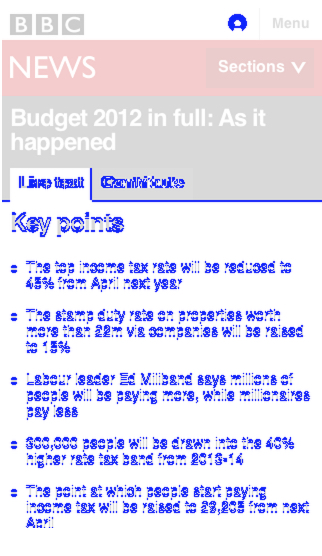 BBC
Menu
NEWS
Sections
Budget 2012 in full: As it
happened
Live text
Contribute
Key points
The top income tax rate will be reduced to
45% from April next year
The stamp duty rate on properties worth
more than £2m via companies will be raised
to 15%
Labour leader Ed Miliband says millions of
people will be paying more, while millionaires
pay less
300,000 people will be drawn into the 40%
higher rate tax band from 2013-14
The point at which people start paying
income tax will be raised to £9,205 from next
April